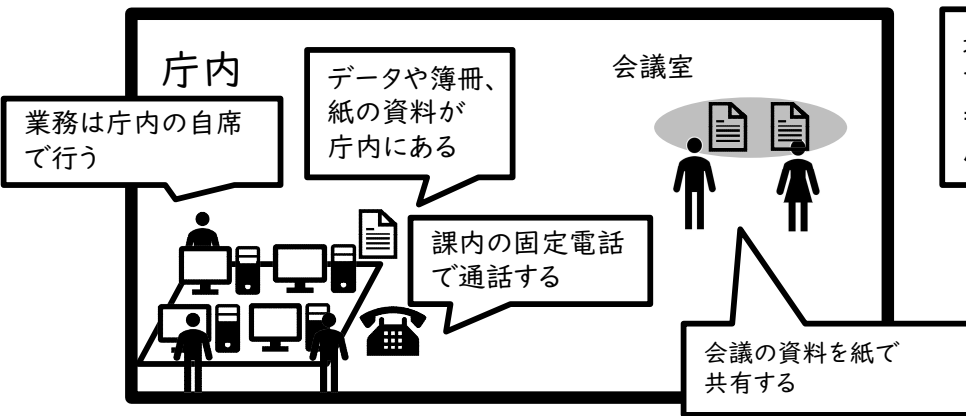 庁内
業務は庁内の自席
で行う
データや簿冊、
紙の資料が
庁内にある
課内の固定電話
で通話する
会議室
会議の資料を紙で
共有する